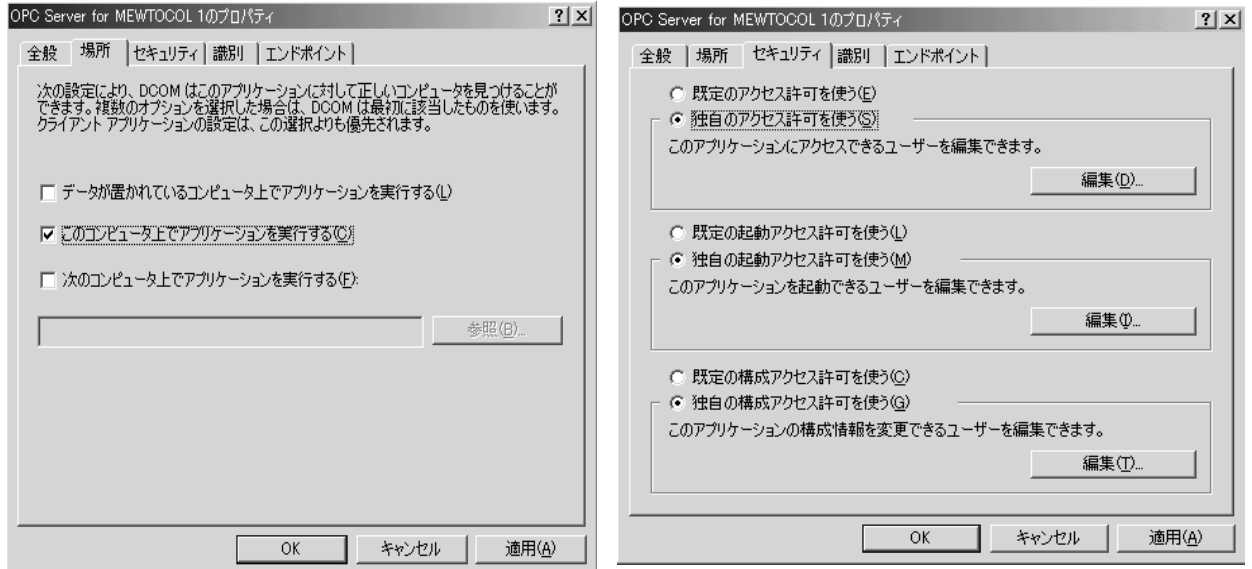 OPC Server for MEWTOCOL 1のプロパティ
全般
場所
セキュリティ
識別
エンドポイント
次の設定により、DCOM はこのアプリケーションに対して正しいコンピュータを見つけることが
できます。複数のオプションを選択した場合は、DCOM は最初に該当したものを使います。
クライアント アプリケーションの設定は、この選択よりも優先されます。
データが置かれているコンピュータ上でアプリケーションを実行する(L)
このコンピュータ上でアプリケーションを実行する(C)
次のコンピュータ上でアプリケーションを実行する(F):
参照(B)...
OK
キャンセル
適用(A)
OPC Server for MEWTOCOL 1のプロパティ
全般
場所
セキュリティ
識別
エンドポイント
既定のアクセス許可を使う(E)
独自のアクセス許可を使う(S)
このアプリケーションにアクセスできるユーザーを編集できます。
編集(D)...
既定の起動アクセス許可を使う(L)
独自の起動アクセス許可を使う(M)
このアプリケーションを起動できるユーザーを編集できます。
編集(I)...
既定の構成アクセス許可を使う(C)
独自の構成アクセス許可を使う(G)
このアプリケーションの構成情報を変更できるユーザーを編集できます。
編集(T)...
OK
キャンセル
適用(A)